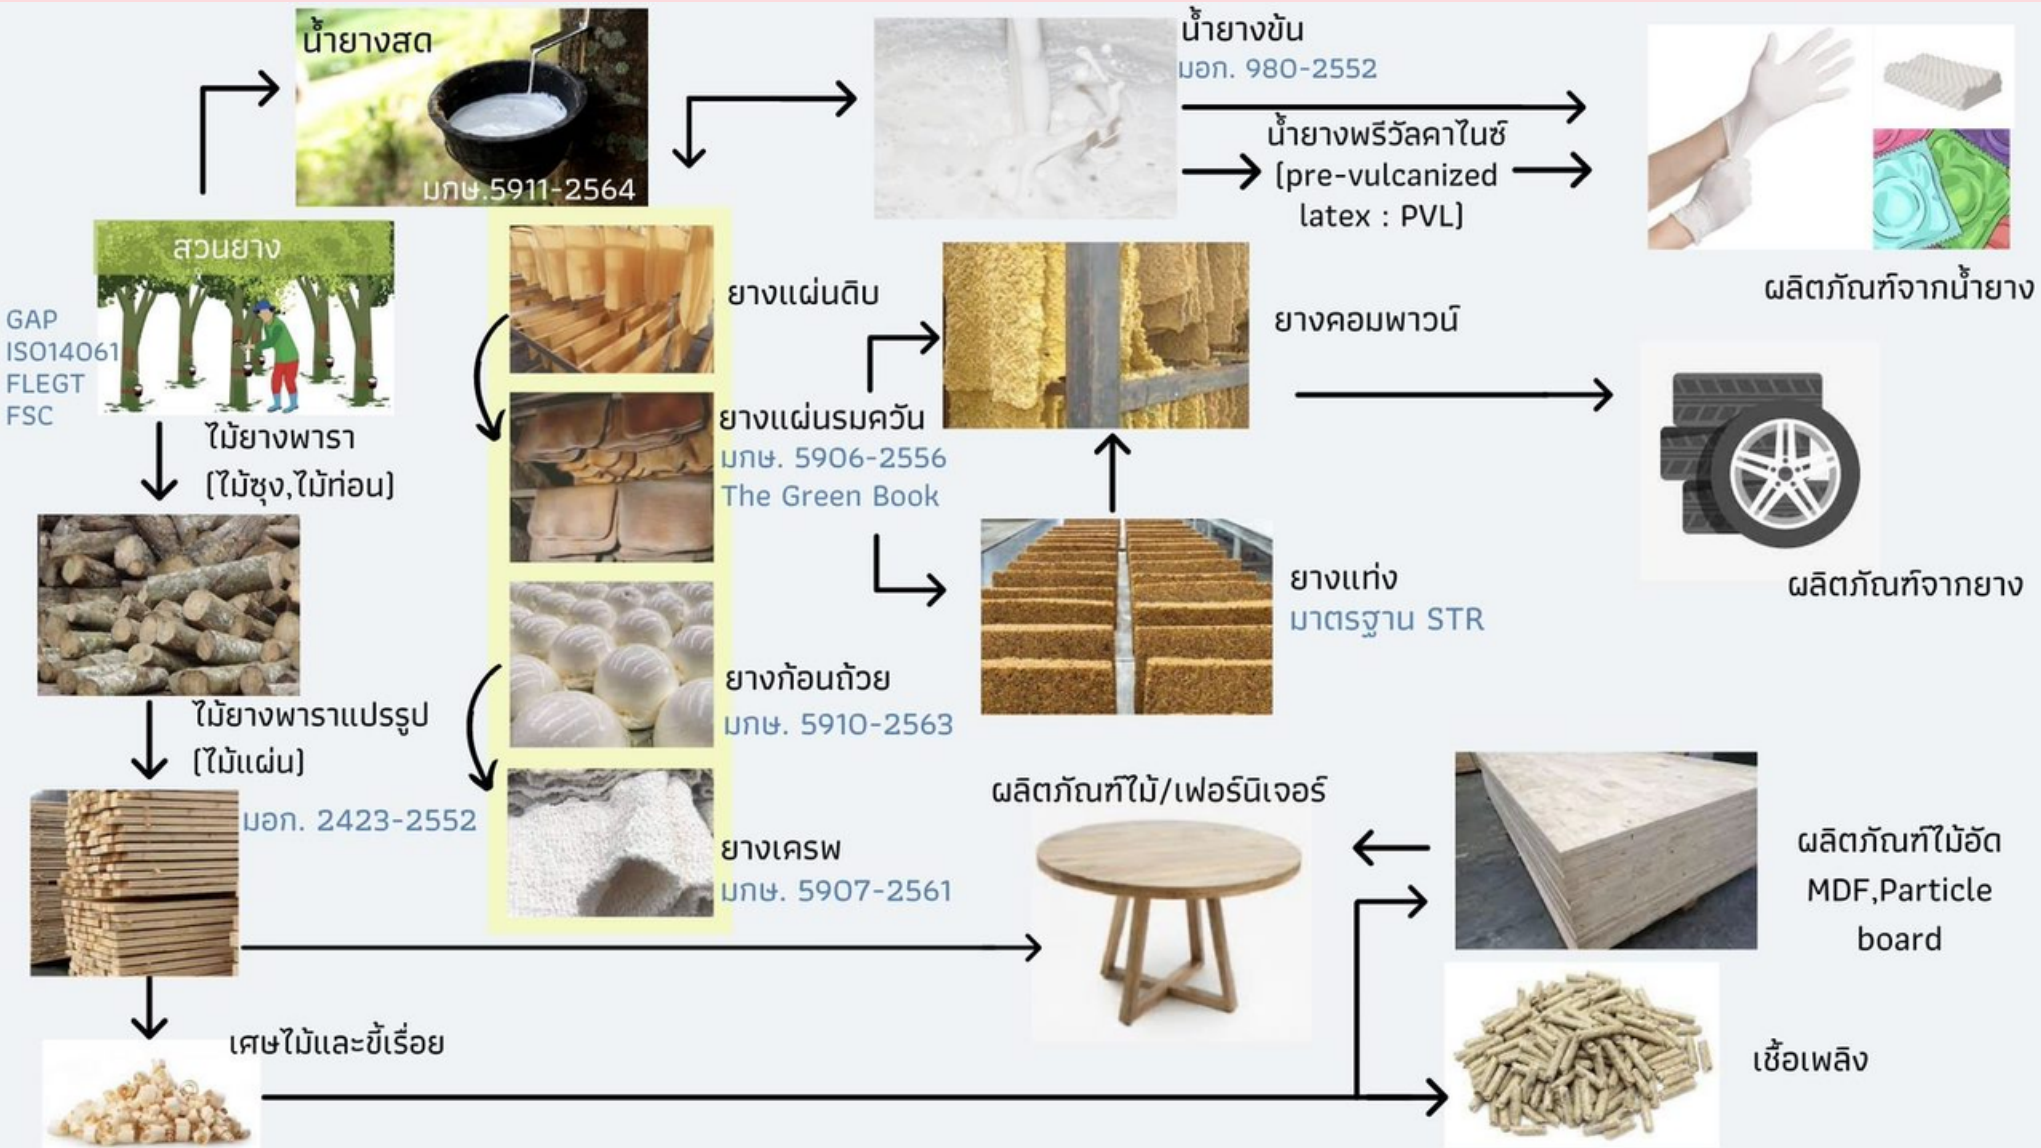 น้ำยางสด
มกษ.5911-2564
น้ำยางข้น
มอก. 980-2552
น้ำยางพรีวัลคาไนซ์
(pre-vulcanized
latex : PVL)
ผลิตภัณฑ์จากน้ำยาง
สวนยาง
GAP
ISO14061
FLEGT
FSC
ไม้ยางพารา
(ไม้ซุง,ไม้ท่อน)
ยางแผ่นดิบ
ยางแผ่นรมควัน
มกษ. 5906-2556
The Green Book
ยางคอมพาวน์
ยางแท่ง
มาตรฐาน STR
ผลิตภัณฑ์จากยาง
ยางก้อนถ้วย
มกษ. 5910-2563
ยางเครพ
มกษ. 5907-2561
ไม้ยางพาราแปรรูป
(ไม้แผ่น)
มอก. 2423-2552
ผลิตภัณฑ์ไม้/เฟอร์นิเจอร์
ผลิตภัณฑ์ไม้อัด
MDF,Particle
board
เศษไม้และขี้เรื่อย
เชื้อเพลิง